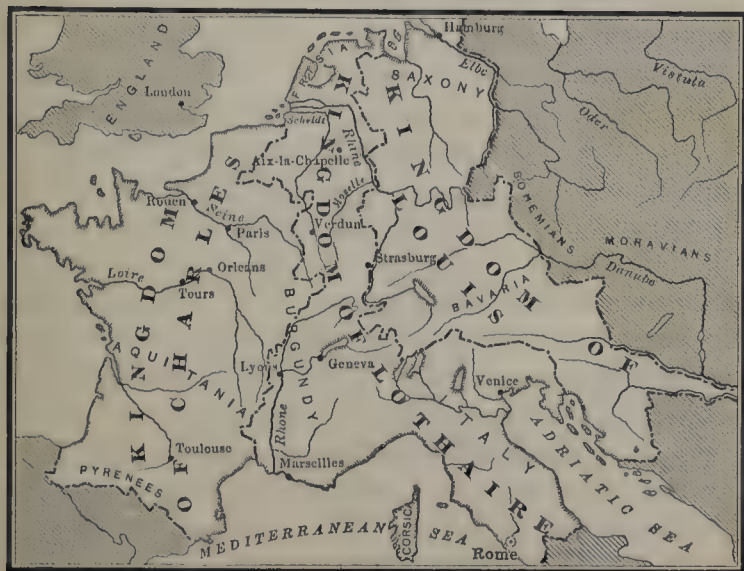 ENGLAND
London
Hamburg
Elbe
Vistula
Oder
FRISIA
SAXONY
Scheldt
Rhine
Aix-la-Chapelle
Moselle
Verdun
Rouen
Seine
Paris
Strasburg
BOHEMIANS
MORAVIANS
Danube
Loire
Orleans
Tours
BAVARIA
KINGDOM OF CHARLES
KINGDOM OF LOTHAIRE
KINGDOM OF LOUIS
AQUITANIA
BURGUNDY
Lyons
Geneva
Venice
ITALY
ADRIATIC SEA
Rhone
Toulouse
Marseilles
PYRENEES
MEDITERRANEAN SEA
CORSICA
Rome